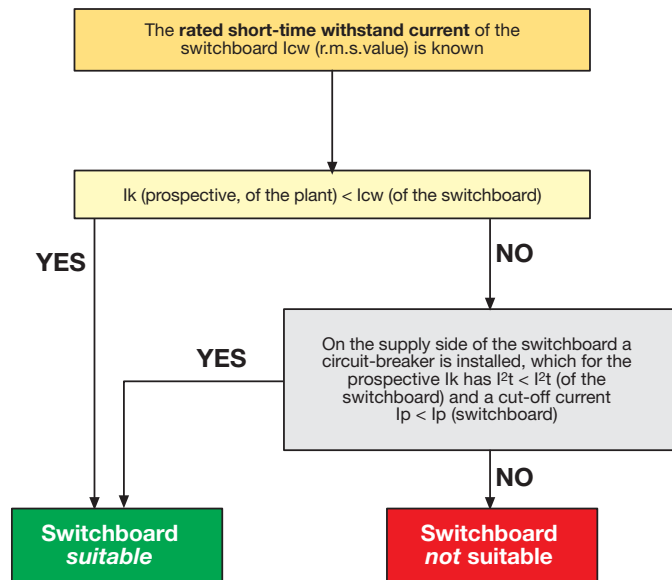 The rated short-time withstand current of the
switchboard Icw (r.m.s.value) is known
Ik (prospective, of the plant) < Icw (of the switchboard)
YES
NO
On the supply side of the switchboard a
circuit-breaker is installed, which for the
prospective Ik has I²t < I²t (of the
switchboard) and a cut-off current
Ip < Ip (switchboard)
YES
NO
Switchboard
suitable
Switchboard
not suitable